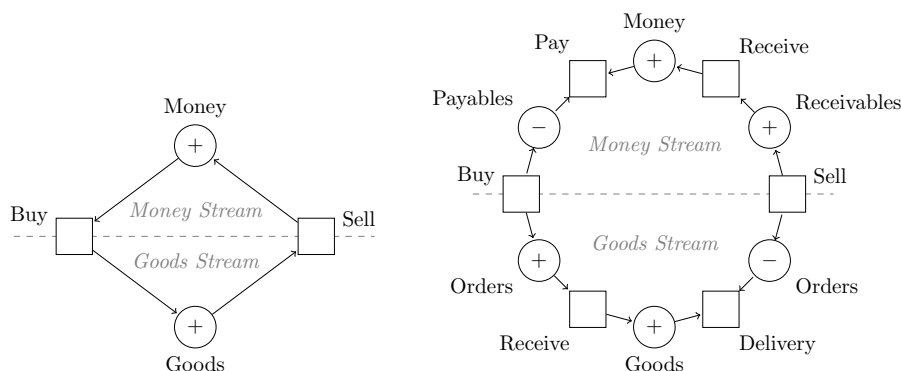 Money
+
Buy
Money Stream
Sell
Goods Stream
+
Goods
Money
Pay
+
Receive
Payables
−
Receivables
+
Money Stream
Buy
Sell
Goods Stream
+
−
Orders
Orders
Receive
+
Delivery
Goods